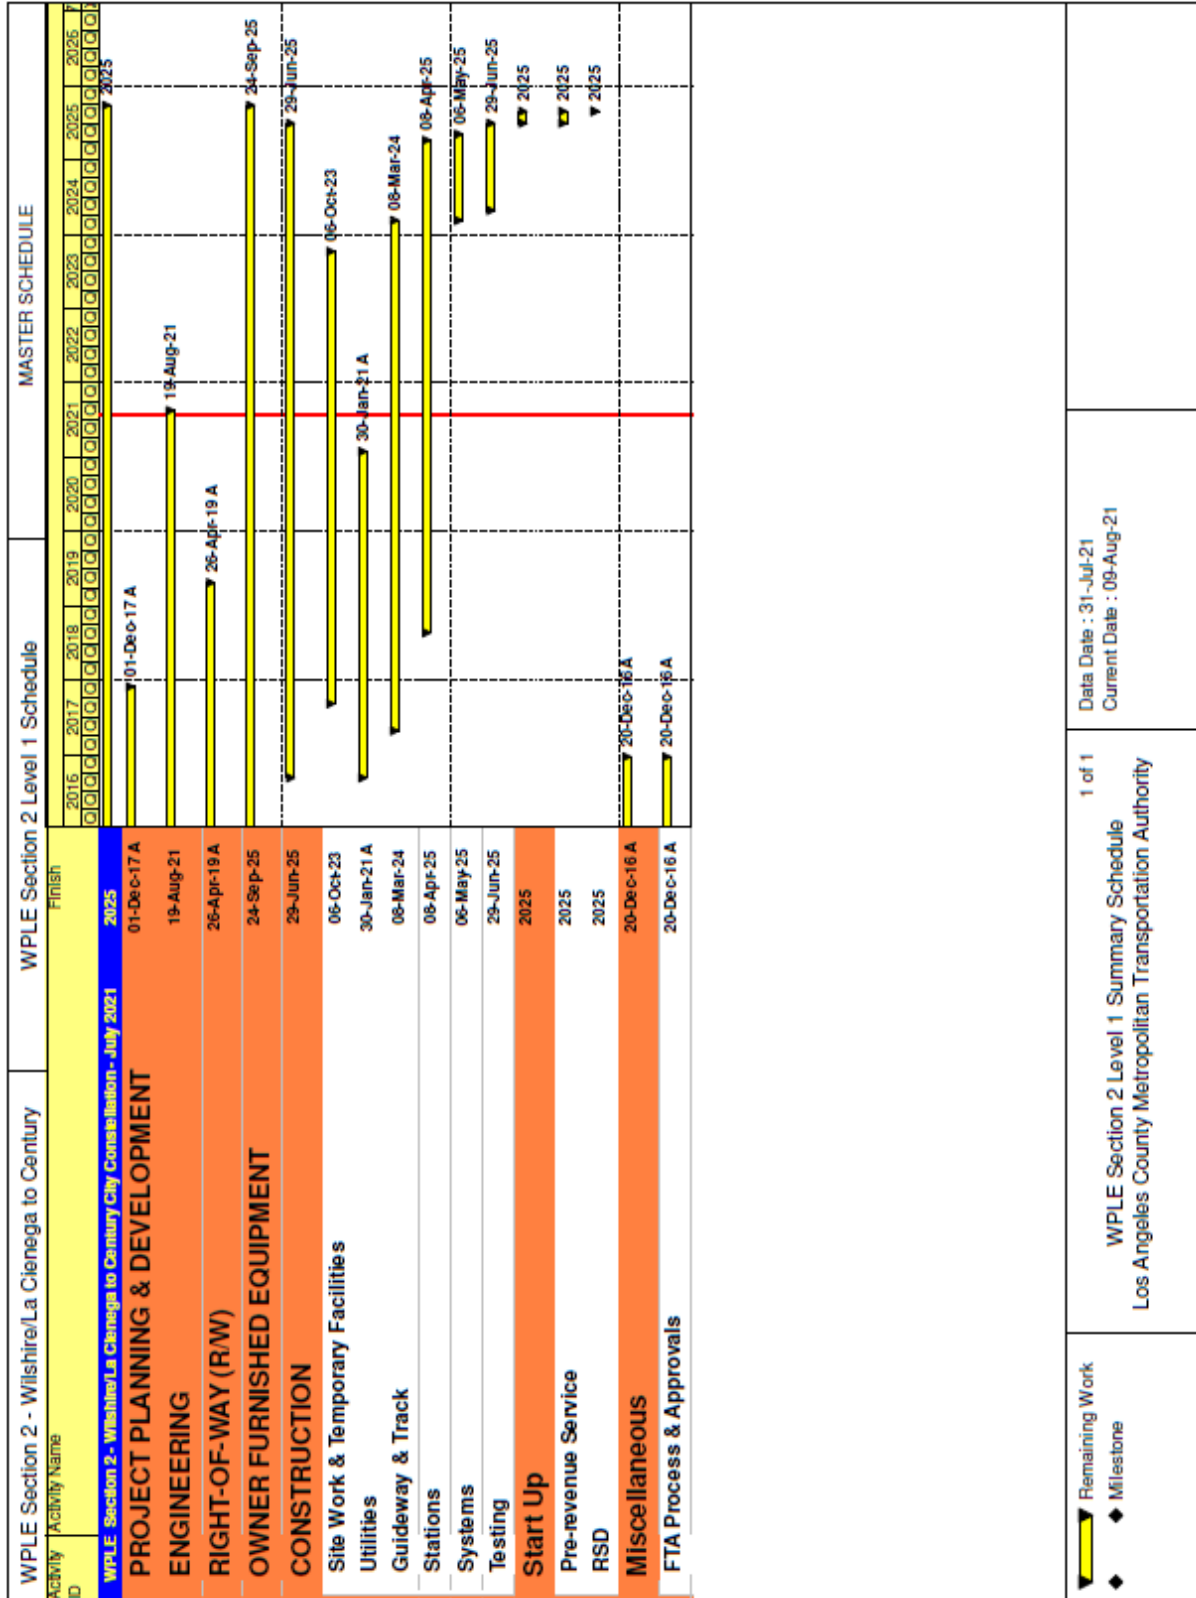 WPLE Section 2 - Wilshire/La Cienega to Century
WPLE Section 2 Level 1 Schedule
MASTER SCHEDULE
Activity ID
Activity Name
Finish
2016 2017 2018 2019 2020 2021 2022 2023 2024 2025 2026
WPLE Section 2 - Wilshire/La Cienega to Century City Constellation - July 2021 2025 2025
PROJECT PLANNING & DEVELOPMENT 01-Dec-17 A 01-Dec-17 A
ENGINEERING 19-Aug-21 19-Aug-21
RIGHT-OF-WAY (R/W) 26-Apr-19 A 26-Apr-19 A
OWNER FURNISHED EQUIPMENT 24-Sep-25 24-Sep-25
CONSTRUCTION 29-Jun-25 29-Jun-25
Site Work & Temporary Facilities 06-Oct-23 06-Oct-23
Utilities 30-Jan-21 A 30-Jan-21 A
Guideway & Track 08-Mar-24 08-Mar-24
Stations 08-Apr-25 08-Apr-25
Systems 06-May-25 06-May-25
Testing 29-Jun-25 29-Jun-25
Start Up 2025 2025
Pre-revenue Service 2025 2025
RSD 2025 2025
Miscellaneous 20-Dec-16 A 20-Dec-16 A
FTA Process & Approvals 20-Dec-16 A 20-Dec-16 A
Remaining Work
Milestone
1 of 1
WPLE Section 2 Level 1 Summary Schedule
Los Angeles County Metropolitan Transportation Authority
Data Date : 31-Jul-21
Current Date : 09-Aug-21